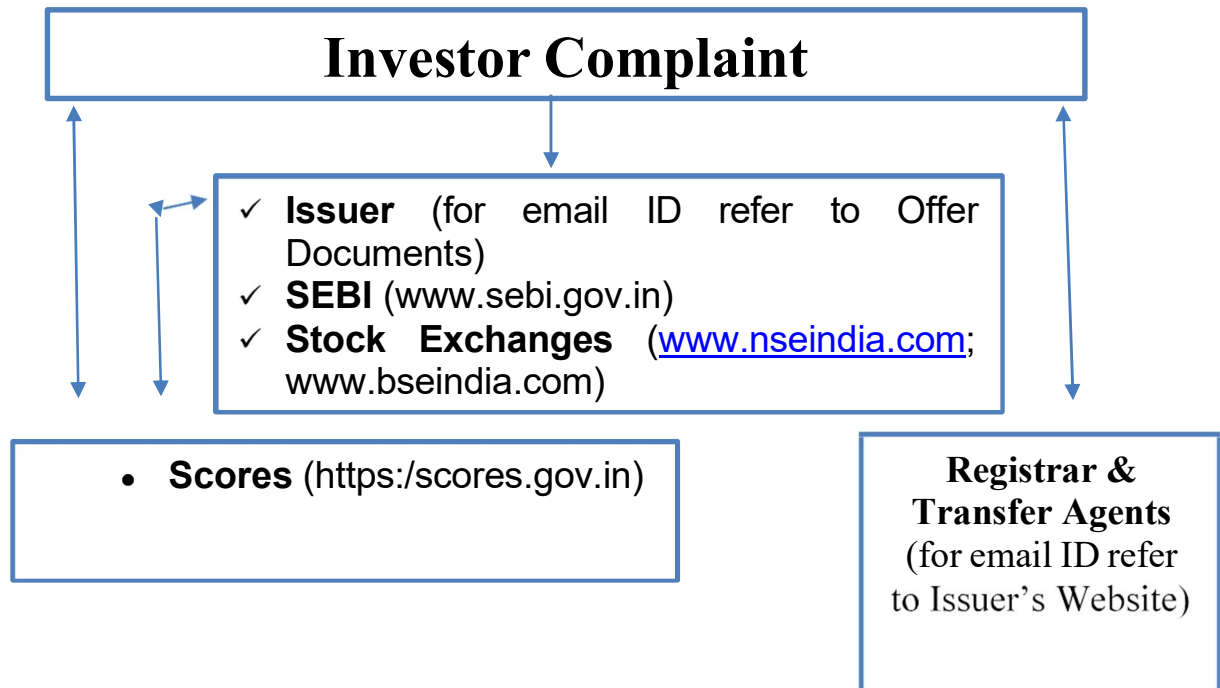 Investor Complaint
✓ Issuer (for email ID refer to Offer
Documents)
✓ SEBI (www.sebi.gov.in)
✓ Stock Exchanges (www.nseindia.com;
www.bseindia.com)
• Scores (https:/scores.gov.in)
Registrar &
Transfer Agents
(for email ID refer
to Issuer’s Website)